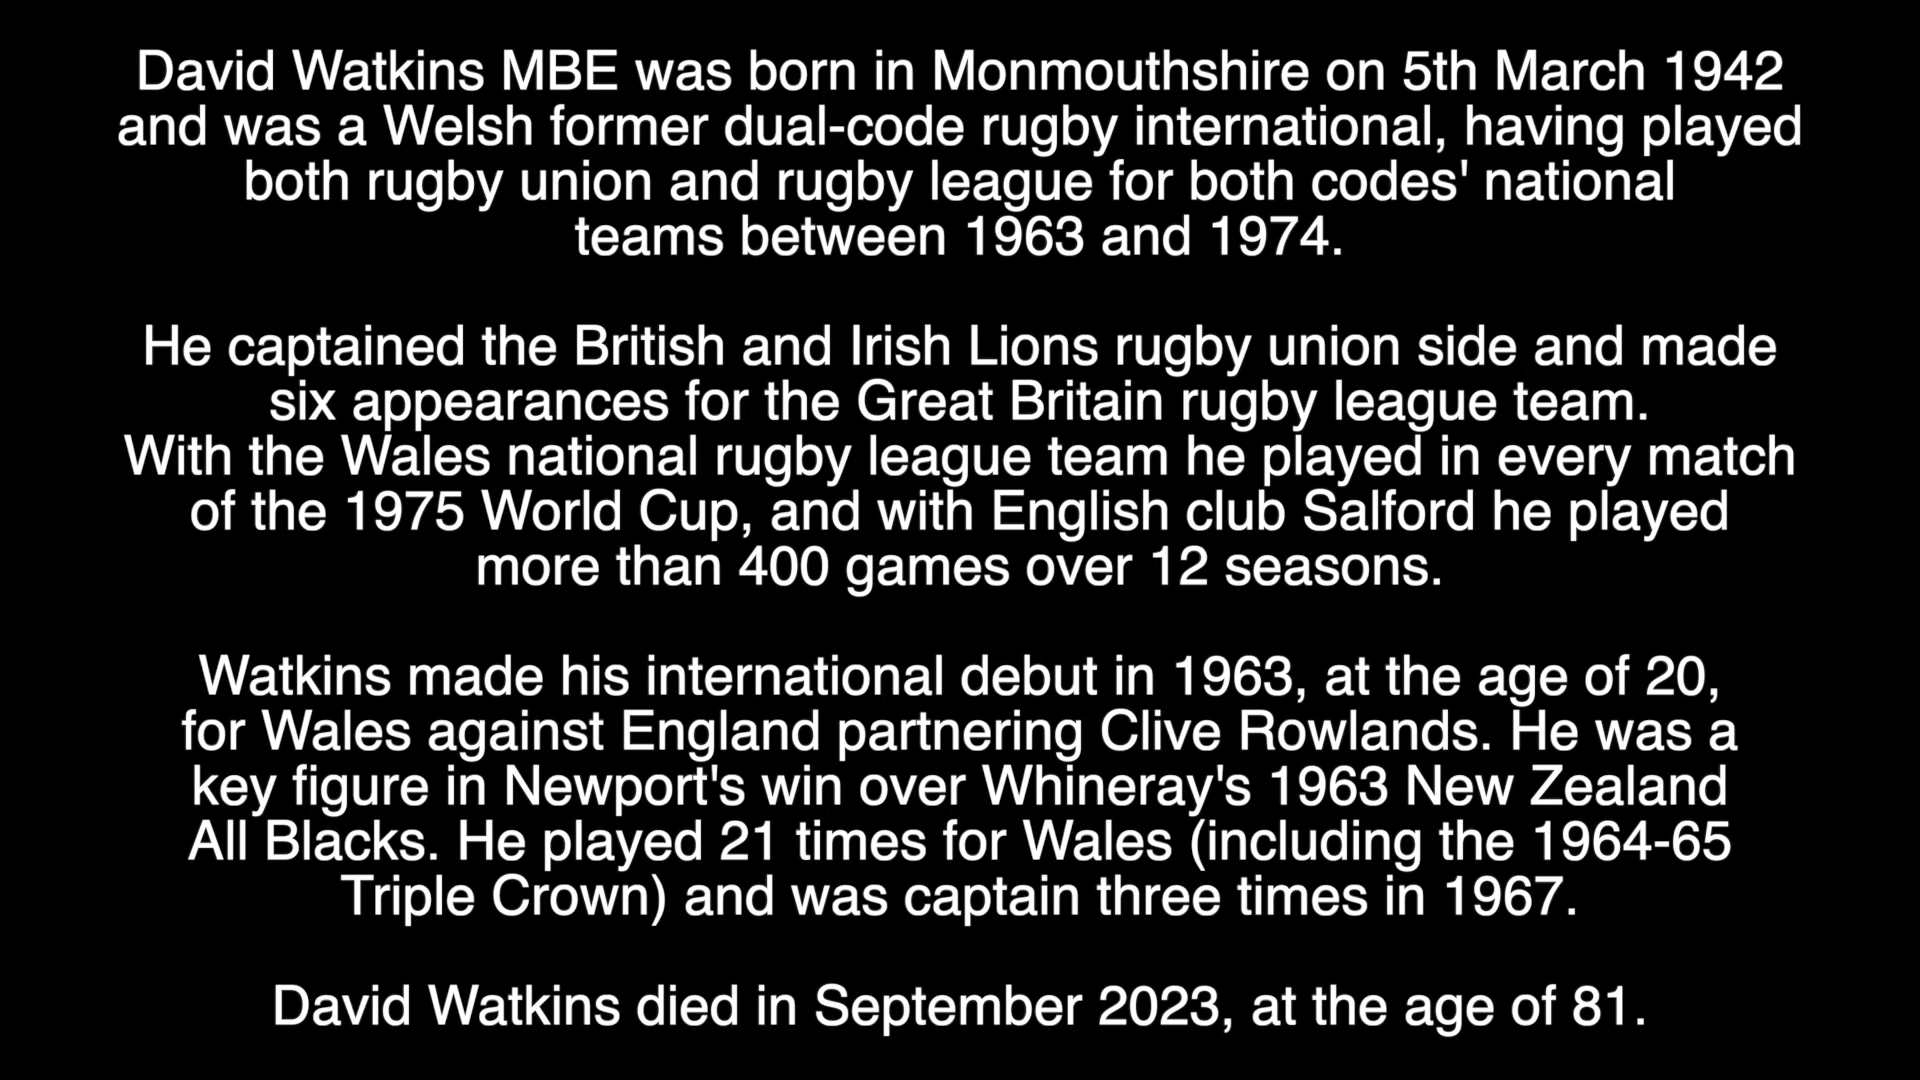 David Watkins MBE was born in Monmouthshire on 5th March 1942
and was a Welsh former dual-code rugby international, having played
both rugby union and rugby league for both codes' national
teams between 1963 and 1974.
He captained the British and Irish Lions rugby union side and made
six appearances for the Great Britain rugby league team.
With the Wales national rugby league team he played in every match
of the 1975 World Cup, and with English club Salford he played
more than 400 games over 12 seasons.
Watkins made his international debut in 1963, at the age of 20,
for Wales against England partnering Clive Rowlands. He was a
key figure in Newport's win over Whineray's 1963 New Zealand
All Blacks. He played 21 times for Wales (including the 1964-65
Triple Crown) and was captain three times in 1967.
David Watkins died in September 2023, at the age of 81.